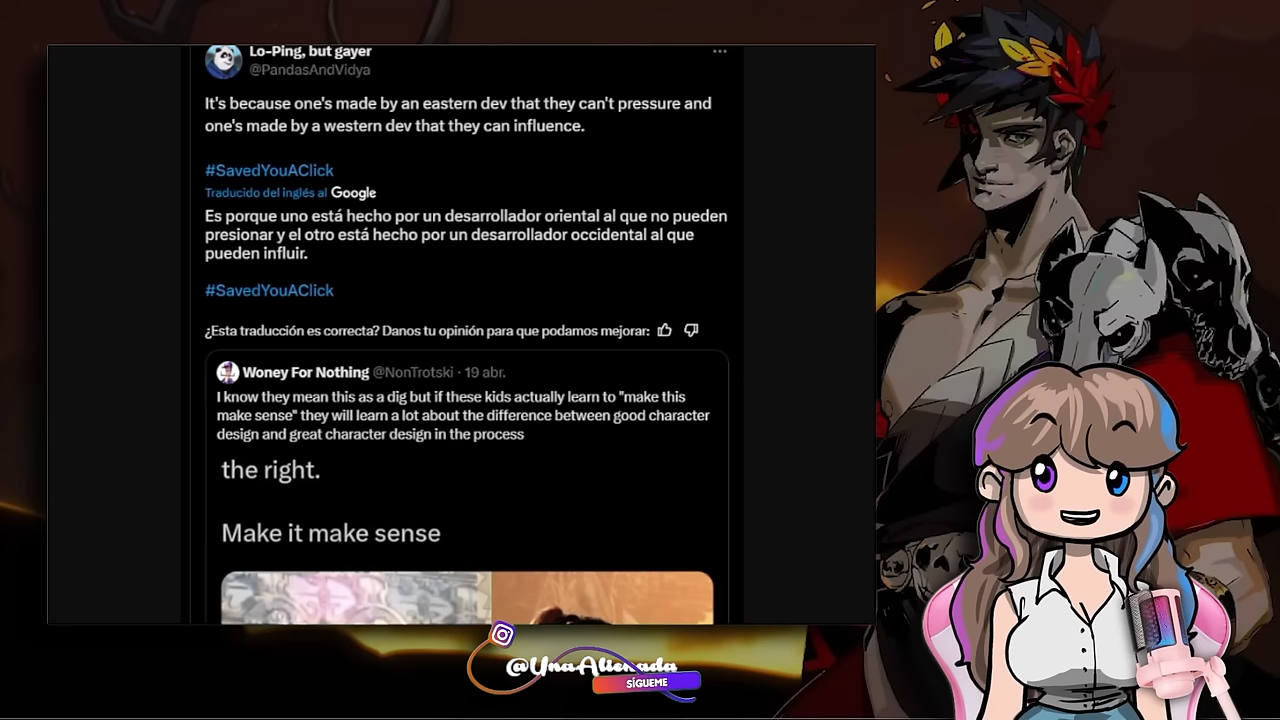 Lo-Ping, but gayer
@PandasAndVidya
It's because one's made by an eastern dev that they can't pressure and
one's made by a western dev that they can influence.
#SavedYouAClick
Traducido del inglés al Google
Es porque uno está hecho por un desarrollador oriental al que no pueden
presionar y el otro está hecho por un desarrollador occidental al que
pueden influir.
#SavedYouAClick
¿Esta traducción es correcta? Danos tu opinión para que podamos mejorar:
Woney For Nothing @NonTrotski · 19 abr.
I know they mean this as a dig but if these kids actually learn to "make this
make sense" they will learn a lot about the difference between good character
design and great character design in the process
the right.
Make it make sense
@UnaAlienada
SÍGUEME